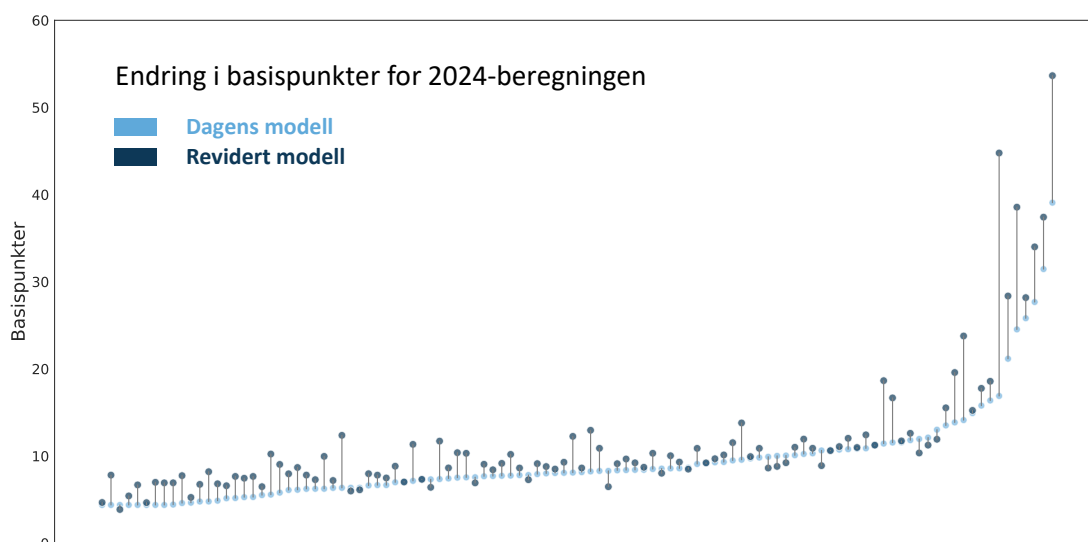 60
Endring i basispunkter for 2024-beregningen
50
Dagens modell
Revidert modell
40
Basispunkter
30
20
10
0